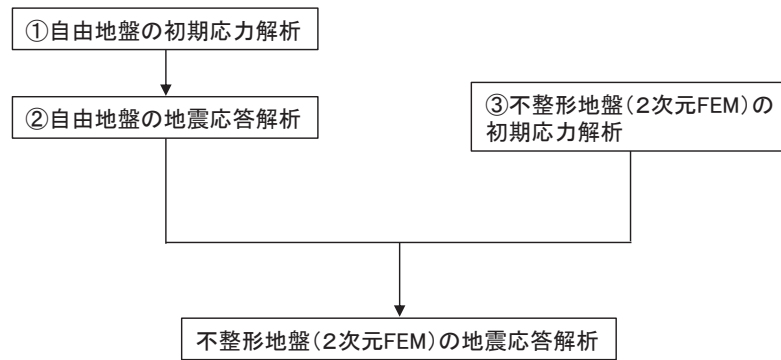 ①自由地盤の初期応力解析
②自由地盤の地震応答解析
③不整形地盤(2次元FEM)の
初期応力解析
不整形地盤(2次元FEM)の地震応答解析